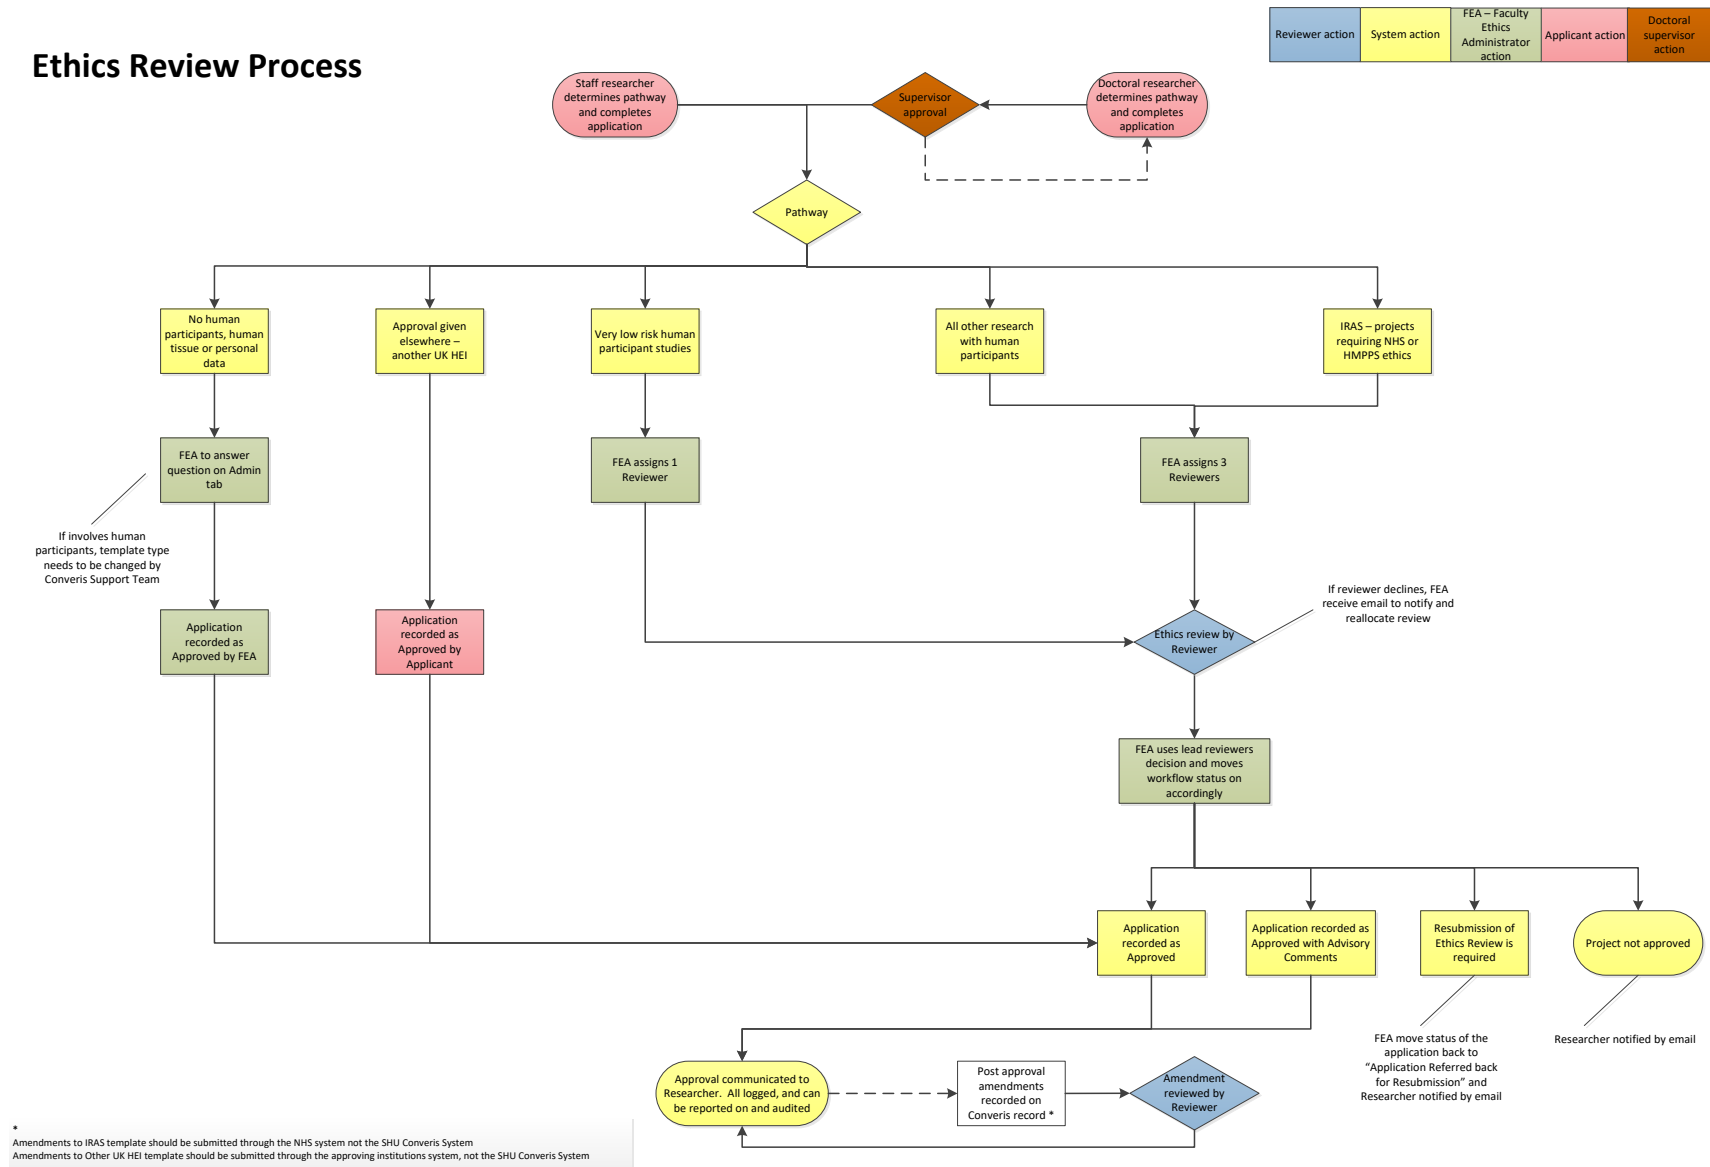 Ethics Review Process
Reviewer action
System action
FEA – Faculty
Ethics
Administrator
action
Applicant action
Doctoral
supervisor
action
Staff researcher
determines pathway
and completes
application
Supervisor
approval
Doctoral researcher
determines pathway
and completes
application
Pathway
No human
participants, human
tissue or personal
data
Approval given
elsewhere –
another UK HEI
Very low risk human
participant studies
All other research
with human
participants
IRAS – projects
requiring NHS or
HMPPS ethics
FEA to answer
question on Admin
tab
FEA assigns 1
Reviewer
FEA assigns 3
Reviewers
If involves human
participants, template type
needs to be changed by
Converis Support Team
Application
recorded as
Approved by FEA
Application
recorded as
Approved by
Applicant
Ethics review by
Reviewer
If reviewer declines, FEA
receive email to notify and
reallocate review
FEA uses lead reviewers
decision and moves
workflow status on
accordingly
Application
recorded as
Approved
Application recorded as
Approved with Advisory
Comments
Resubmission of
Ethics Review is
required
Project not approved
FEA move status of the
application back to
“Application Referred back
for Resubmission” and
Researcher notified by email
Researcher notified by email
Approval communicated to
Researcher.  All logged, and can
be reported on and audited
Post approval
amendments
recorded on
Converis record *
Amendment
reviewed by
Reviewer
*
Amendments to IRAS template should be submitted through the NHS system not the SHU Converis System
Amendments to Other UK HEI template should be submitted through the approving institutions system, not the SHU Converis System